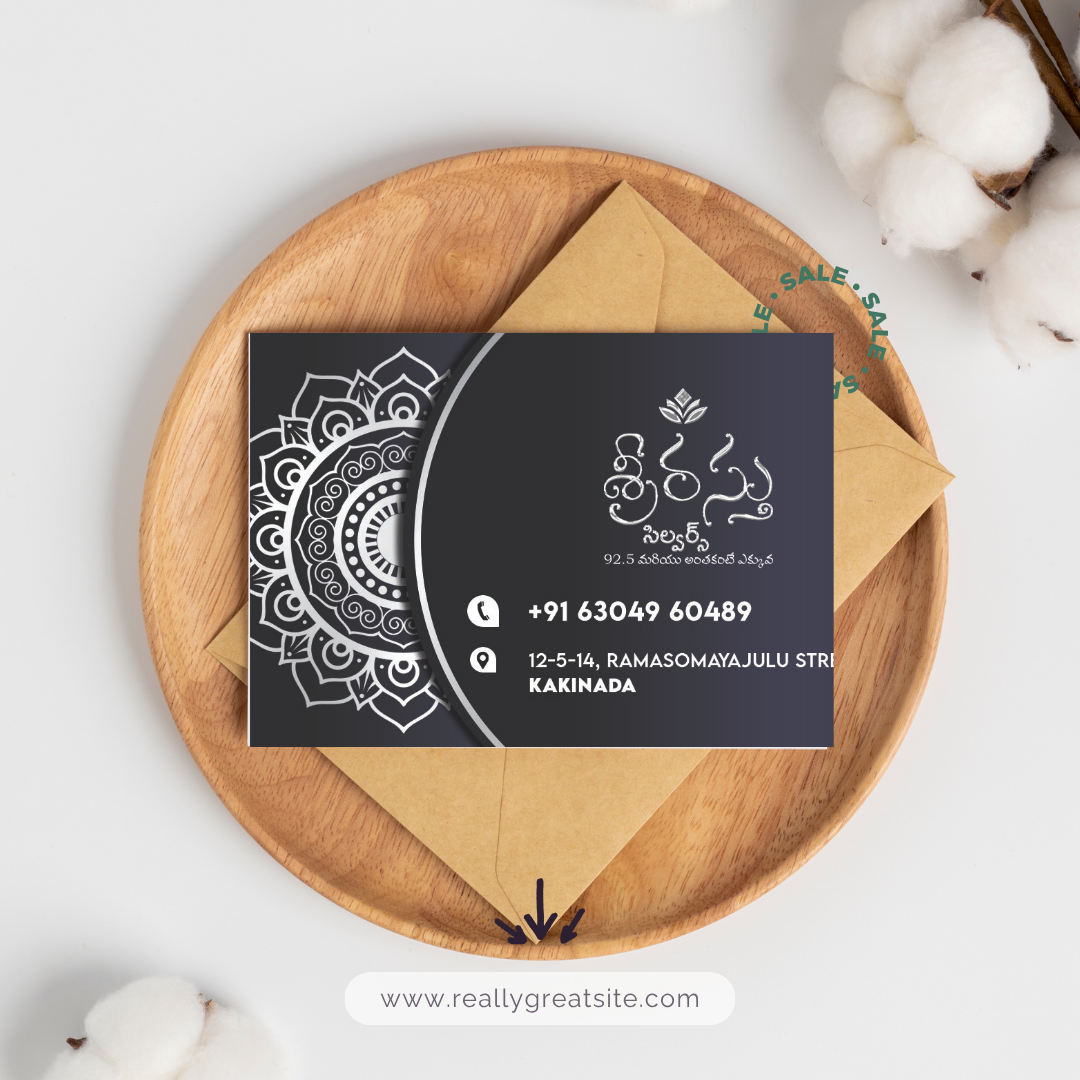 SALE • SALE • SALE
శ్రీరస్తు
సిల్వర్స్
92.5 మరియు అంతకంటే ఎక్కువ
+91 63049 60489
12-5-14, RAMASOMAYAJULU STRE
KAKINADA
www.reallygreatsite.com